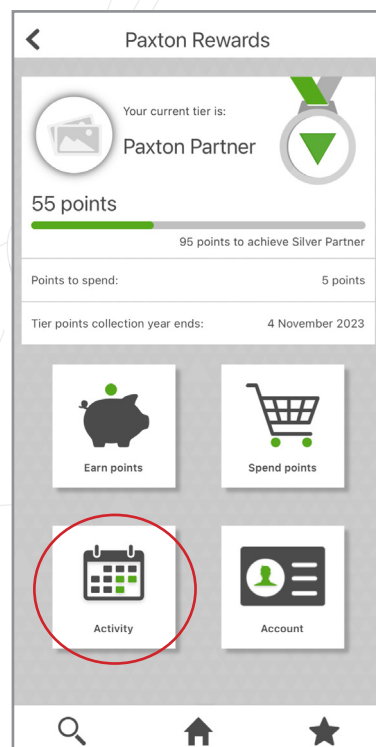 Paxton Rewards
Your current tier is:
Paxton Partner
55 points
95 points to achieve Silver Partner
Points to spend: 5 points
Tier points collection year ends: 4 November 2023
Earn points
Spend points
Activity
Account